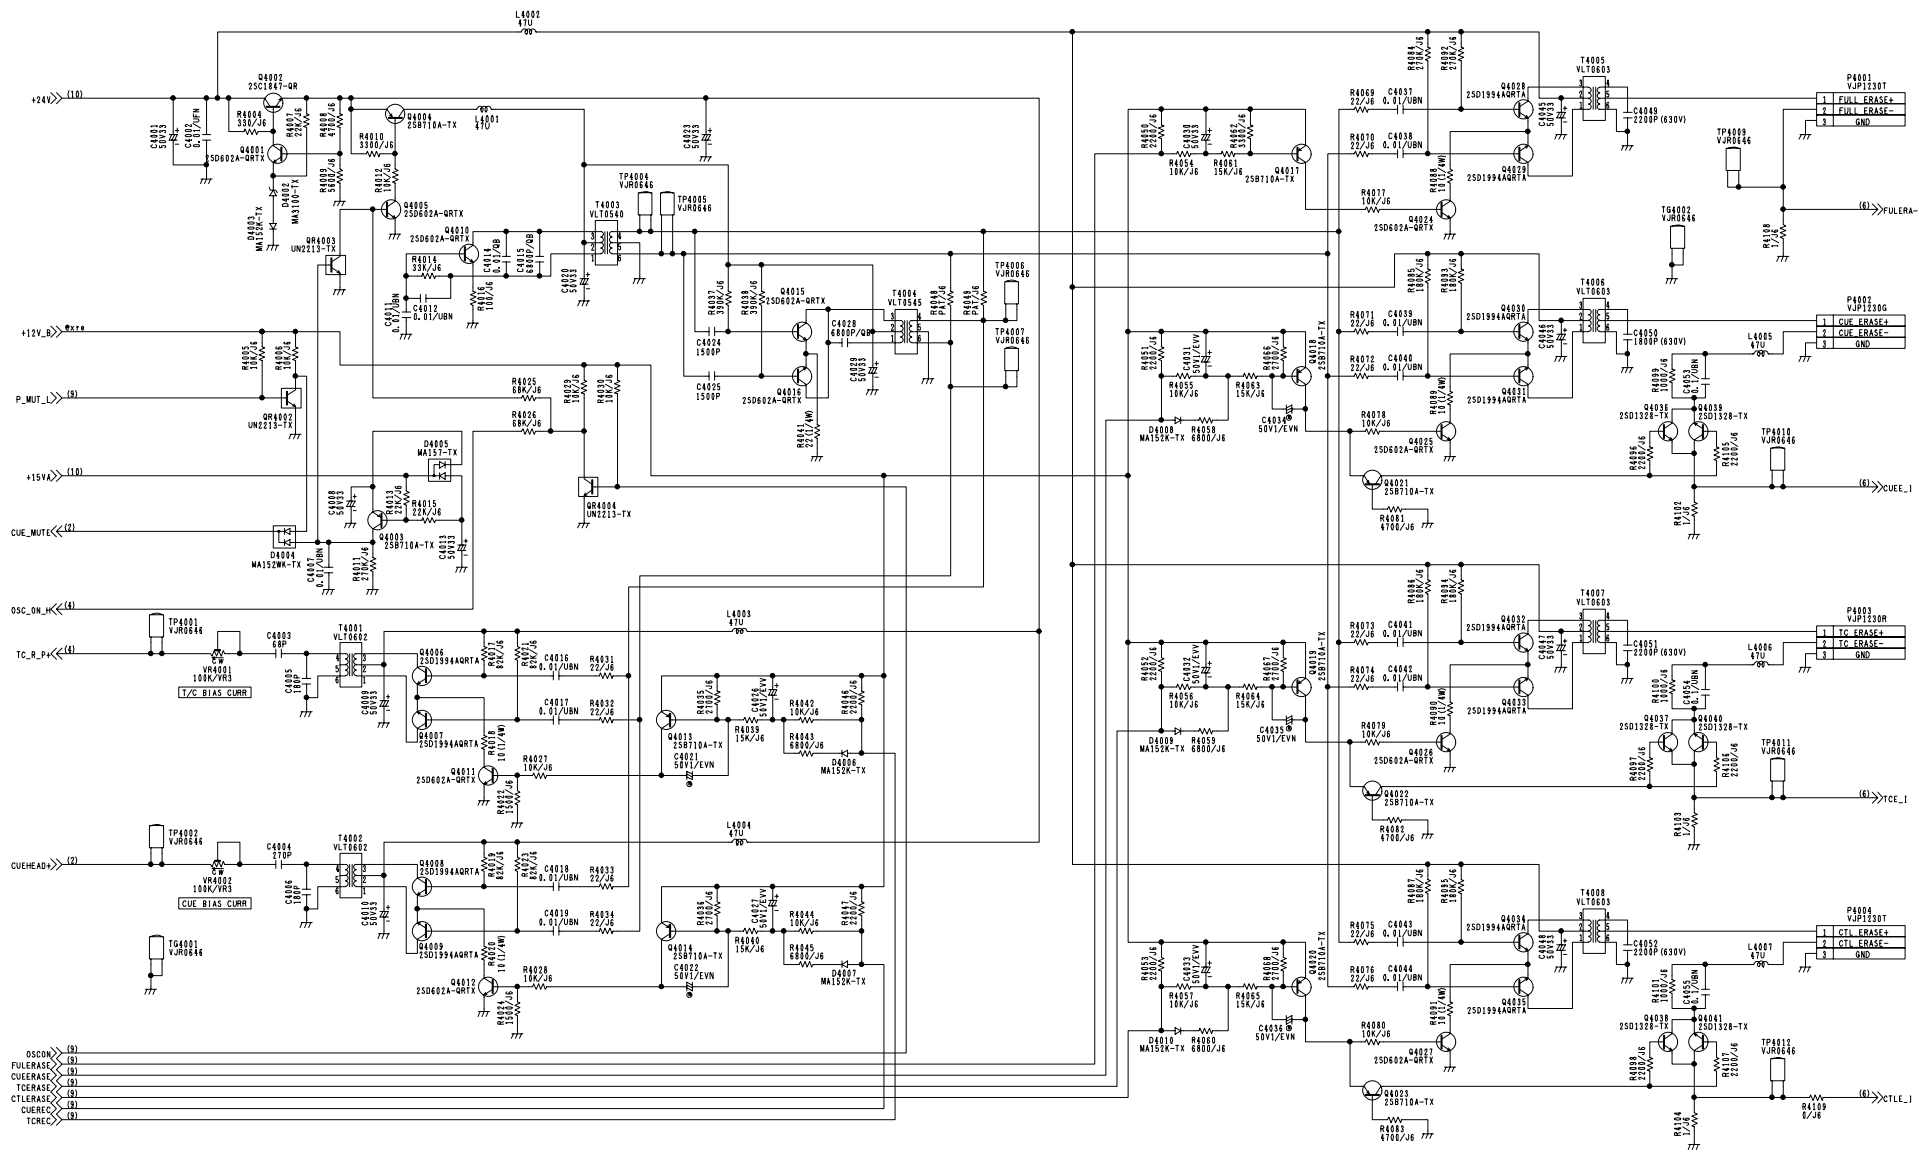 L4002
47U
+24V (10)
C4001
50V33
C4002
0.01/UFN
R4004
330/J6
Q4002
2SC1847-QR
Q4001
2SD602A-QRTX
R4007
22K/J6
R4008
4700/J6
R4009
5600/J6
D4002
MA3100-TX
D4003
MA152K-TX
R4010
3300/J6
Q4004
2SB710A-TX
R4012
10K/J6
Q4005
2SD602A-QRTX
L4001
47U
C4023
50V33
QR4003
UN2213-TX
Q4010
2SD602A-QRTX
R4014
33K/J6
C4011
0.01/UBN
C4012
0.01/UBN
R4016
100/J6
C4014
0.01/QB
C4015
6800P/QB
C4020
50V33
T4003
VLT0540
TP4004
VJR0646
TP4005
VJR0646
R4037
390K/J6
R4038
390K/J6
Q4015
2SD602A-QRTX
C4024
1500P
C4025
1500P
Q4016
2SD602A-QRTX
R4041
22(1/4W)
C4028
6800P/QB
C4029
50V33
T4004
VLT0545
R4048
PAT/J6
R4049
PAT/J6
TP4006
VJR0646
TP4007
VJR0646
+12V_B
R4005
10K/J6
R4006
10K/J6
P_MUT_L (9)
QR4002
UN2213-TX
R4025
68K/J6
R4026
68K/J6
R4029
10K/J6
R4030
10K/J6
QR4004
UN2213-TX
+15VA (10)
D4005
MA157-TX
C4008
50V33
R4013
22K/J6
R4015
22K/J6
Q4003
2SB710A-TX
C4013
50V33
CUE_MUTE (2)
D4004
MA152WK-TX
C4007
0.01/UBN
R4011
270K/J6
OSC_ON_H (4)
TP4001
VJR0646
TC_R_P+ (4)
CW
VR4001
100K/VR3
T/C BIAS CURR
C4003
68P
C4005
180P
T4001
VLT0602
C4009
50V33
Q4006
2SD1994AQRTA
Q4007
2SD1994AQRTA
R4017
82K/J6
R4021
82K/J6
R4018
10(1/4W)
C4016
0.01/UBN
R4031
22/J6
C4017
0.01/UBN
R4032
22/J6
L4003
47U
R4027
10K/J6
Q4011
2SD602A-QRTX
R4022
1500/J6
Q4013
2SB710A-TX
R4035
2700/J6
C4021
50V1/EVN
R4039
15K/J6
C4026
50V1/EVV
R4042
10K/J6
R4043
6800/J6
R4046
2200/J6
D4006
MA152K-TX
TP4002
VJR0646
CUEHEAD+ (2)
CW
VR4002
100K/VR3
CUE BIAS CURR
C4004
270P
C4006
180P
T4002
VLT0602
C4010
50V33
Q4008
2SD1994AQRTA
Q4009
2SD1994AQRTA
R4019
82K/J6
R4023
82K/J6
R4020
10(1/4W)
C4018
0.01/UBN
R4033
22/J6
C4019
0.01/UBN
R4034
22/J6
L4004
47U
R4028
10K/J6
Q4012
2SD602A-QRTX
R4024
1500/J6
Q4014
2SB710A-TX
R4036
2700/J6
C4022
50V1/EVN
R4040
15K/J6
C4027
50V1/EVV
R4044
10K/J6
R4045
6800/J6
R4047
2200/J6
D4007
MA152K-TX
TG4001
VJR0646
OSCON (9)
FULERASE (9)
CUEERASE (9)
TCERASE (9)
CTLERASE (9)
CUEREC (9)
TCREC (9)
R4050
2200/J6
C4030
50V33
R4062
3300/J6
R4054
10K/J6
R4061
15K/J6
Q4017
2SB710A-TX
R4077
10K/J6
Q4024
2SD602A-QRTX
R4084
270K/J6
R4092
270K/J6
R4069
22/J6
C4037
0.01/UBN
R4070
22/J6
C4038
0.01/UBN
R4088
10(1/4W)
Q4028
2SD1994AQRTA
Q4029
2SD1994AQRTA
C4045
50V33
T4005
VLT0603
C4049
2200P(630V)
P4001
VJP1230T
1 FULL ERASE+
2 FULL ERASE-
3 GND
TP4009
VJR0646
TG4002
VJR0646
R4108
1/J6
(6) FULERA-
R4051
2200/J6
C4031
50V1/EVV
R4066
2700/J6
R4055
10K/J6
R4063
15K/J6
Q4018
2SB710A-TX
C4034
50V1/EVN
D4008
MA152K-TX
R4058
6800/J6
R4078
10K/J6
Q4025
2SD602A-QRTX
Q4021
2SB710A-TX
R4081
4700/J6
R4085
180K/J6
R4093
180K/J6
R4071
22/J6
C4039
0.01/UBN
R4072
22/J6
C4040
0.01/UBN
R4089
10(1/4W)
Q4030
2SD1994AQRTA
Q4031
2SD1994AQRTA
C4046
50V33
T4006
VLT0603
C4050
1800P(630V)
L4005
47U
P4002
VJP1230G
1 CUE ERASE+
2 CUE ERASE-
3 GND
R4099
1000/J6
C4053
0.1/UBN
Q4036
2SD1328-TX
Q4039
2SD1328-TX
R4096
2200/J6
R4105
2200/J6
TP4010
VJR0646
R4102
1/J6
(6) CUEE_I
R4052
2200/J6
C4032
50V1/EVV
R4067
2700/J6
R4056
10K/J6
R4064
15K/J6
Q4019
2SB710A-TX
C4035
50V1/EVN
D4009
MA152K-TX
R4059
6800/J6
R4079
10K/J6
Q4026
2SD602A-QRTX
Q4022
2SB710A-TX
R4082
4700/J6
R4086
180K/J6
R4094
180K/J6
R4073
22/J6
C4041
0.01/UBN
R4074
22/J6
C4042
0.01/UBN
R4090
10(1/4W)
Q4032
2SD1994AQRTA
Q4033
2SD1994AQRTA
C4047
50V33
T4007
VLT0603
C4051
2200P(630V)
L4006
47U
P4003
VJP1230R
1 TC ERASE+
2 TC ERASE-
3 GND
R4100
1000/J6
C4054
0.1/UBN
Q4037
2SD1328-TX
Q4040
2SD1328-TX
R4097
2200/J6
R4106
2200/J6
TP4011
VJR0646
R4103
1/J6
(6) TCE_I
R4053
2200/J6
C4033
50V1/EVV
R4068
2700/J6
R4057
10K/J6
R4065
15K/J6
Q4020
2SB710A-TX
C4036
50V1/EVN
D4010
MA152K-TX
R4060
6800/J6
R4080
10K/J6
Q4027
2SD602A-QRTX
Q4023
2SB710A-TX
R4083
4700/J6
R4087
180K/J6
R4095
180K/J6
R4075
22/J6
C4043
0.01/UBN
R4076
22/J6
C4044
0.01/UBN
R4091
10(1/4W)
Q4034
2SD1994AQRTA
Q4035
2SD1994AQRTA
C4048
50V33
T4008
VLT0603
C4052
2200P(630V)
L4007
47U
P4004
VJP1230T
1 CTL ERASE+
2 CTL ERASE-
3 GND
R4101
1000/J6
C4055
0.1/UBN
Q4038
2SD1328-TX
Q4041
2SD1328-TX
R4098
2200/J6
R4107
2200/J6
TP4012
VJR0646
R4104
1/J6
R4109
0/J6
(6) CTLE_I